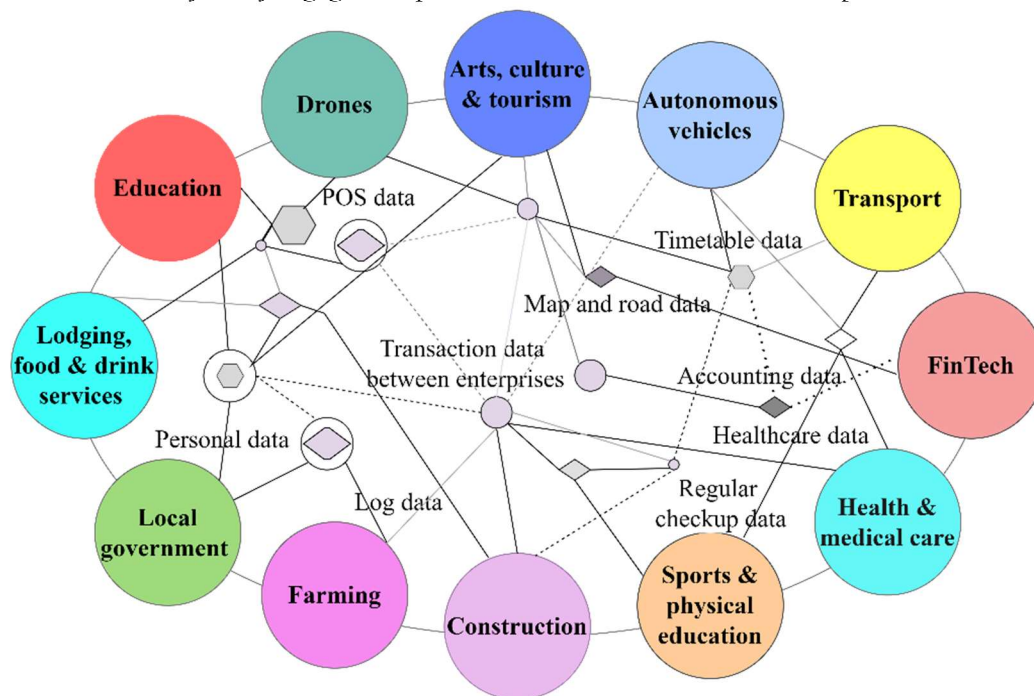 Arts, culture
& tourism
Drones
Autonomous
vehicles
Education
POS data
Transport
Timetable data
Map and road data
Lodging,
food & drink
services
Transaction data
between enterprises
FinTech
Accounting data
Personal data
Healthcare data
Log data
Regular
checkup data
Local
government
Health &
medical care
Farming
Construction
Sports &
physical
education